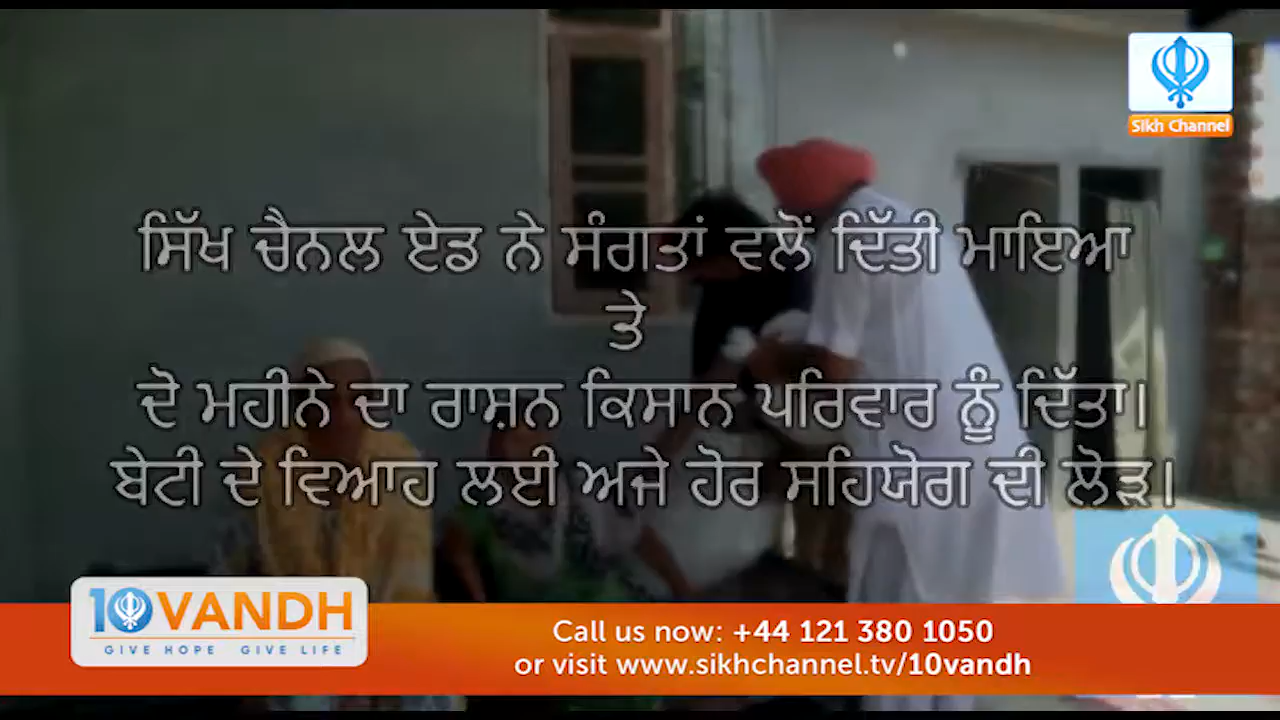 Sikh Channel
ਸਿੱਖ ਚੈਨਲ ਏਡ ਨੇ ਸੰਗਤਾਂ ਵਲੋਂ ਦਿੱਤੀ ਮਾਇਆ
ਤੇ
ਦੋ ਮਹੀਨੇ ਦਾ ਰਾਸ਼ਨ ਕਿਸਾਨ ਪਰਿਵਾਰ ਨੂੰ ਦਿੱਤਾ।
ਬੇਟੀ ਦੇ ਵਿਆਹ ਲਈ ਅਜੇ ਹੋਰ ਸਹਿਯੋਗ ਦੀ ਲੋੜ।
10VANDH
GIVE HOPE GIVE LIFE
Call us now: +44 121 380 1050
or visit www.sikhchannel.tv/10vandh